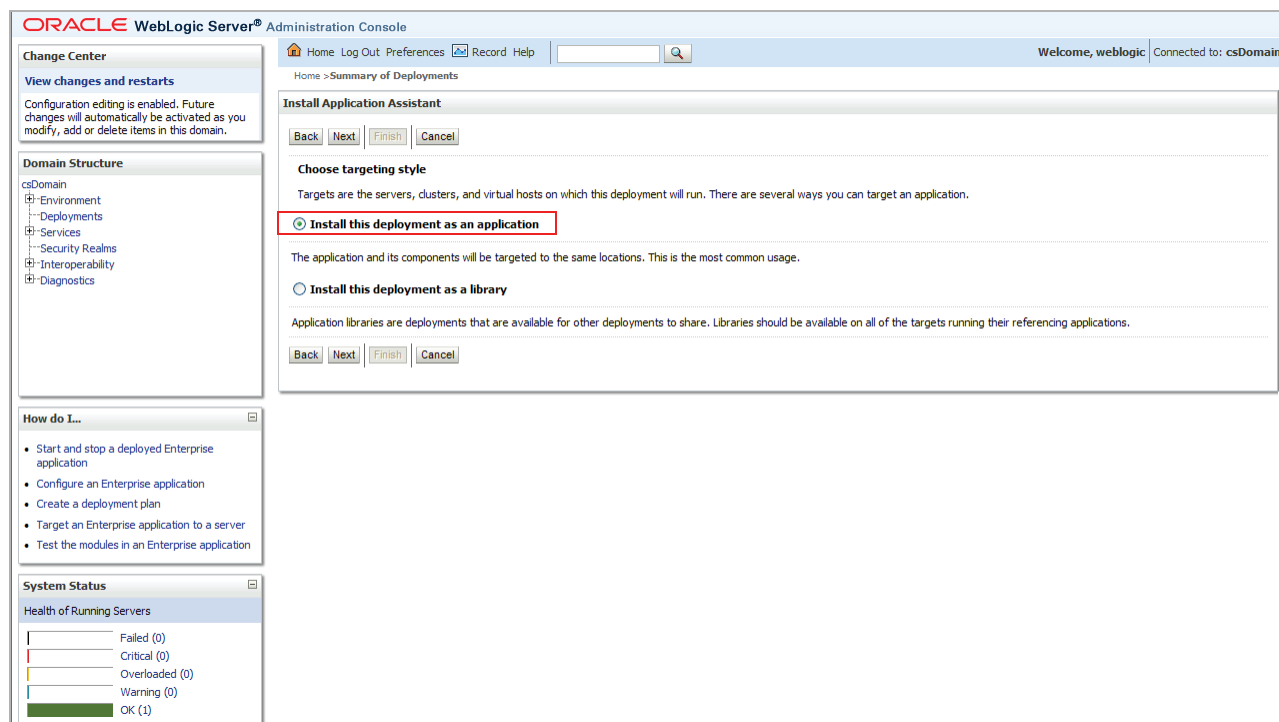 ORACLE WebLogic Server® Administration Console
Change Center
View changes and restarts
Configuration editing is enabled. Future
changes will automatically be activated as you
modify, add or delete items in this domain.
Domain Structure
csDomain
Environment
Deployments
Services
Security Realms
Interoperability
Diagnostics
How do I...
Start and stop a deployed Enterprise
application
Configure an Enterprise application
Create a deployment plan
Target an Enterprise application to a server
Test the modules in an Enterprise application
System Status
Health of Running Servers
Failed (0)
Critical (0)
Overloaded (0)
Warning (0)
OK (1)
Home Log Out Preferences Record Help
Welcome, weblogic Connected to: csDomain
Home >Summary of Deployments
Install Application Assistant
Back Next Finish Cancel
Choose targeting style
Targets are the servers, clusters, and virtual hosts on which this deployment will run. There are several ways you can target an application.
Install this deployment as an application
The application and its components will be targeted to the same locations. This is the most common usage.
Install this deployment as a library
Application libraries are deployments that are available for other deployments to share. Libraries should be available on all of the targets running their referencing applications.
Back Next Finish Cancel